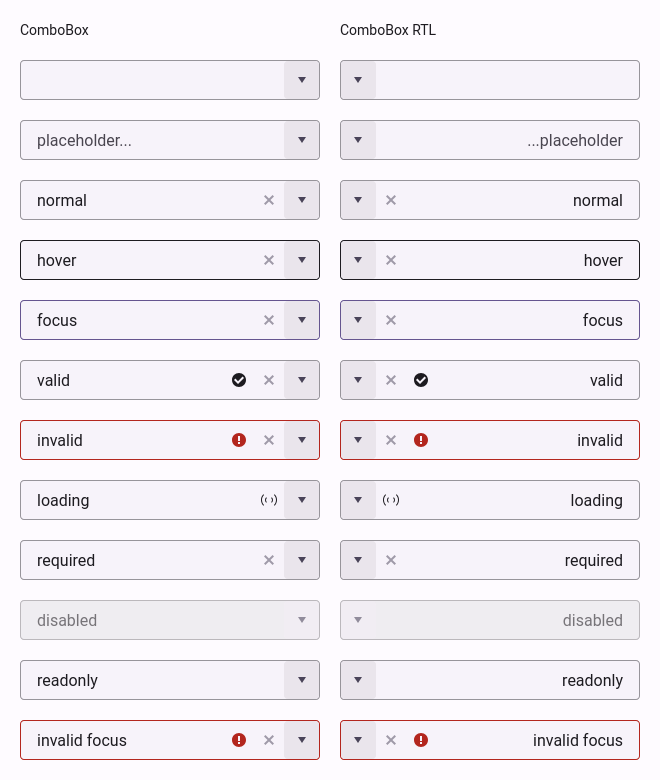 ComboBox ComboBox RTL
placeholder... ...placeholder
normal normal
hover hover
focus focus
valid valid
invalid invalid
loading loading
required required
disabled disabled
readonly readonly
invalid focus invalid focus